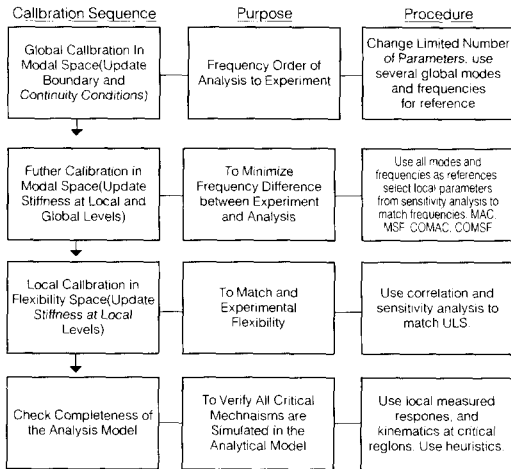 Calibration Sequence
Purpose
Procedure
Global Callbration In
Modal Space(Update
Boundary and
Continuity Conditions)
Frequency Order of
Analysis to Experiment
Change Limited Number
of Parameters, use
several global modes
and frequencies
for reference
Futher Calibration in
Modal Space(Update
Stiffness at Local and
Global Levels)
To Minimize
Frequency Difference
between Experiment
and Analysis
Use all modes and
frequencies as references
select local parameters
from sensitivity analysis to
match frequencies. MAC,
MSF, COMAC, COMSF
Local Calibration in
Flexibility Space(Update
Stiffness at Local
Levels)
To Match and
Experimental
Flexibility
Use correlation and
sensitivity analysis to
match ULS.
Check Completeness of
the Analysis Model
To Verify All Critical
Mechnaisms are
Simulated in the
Analytical Model
Use local measured
respones, and
kinematics at critical
regions. Use heuristics.